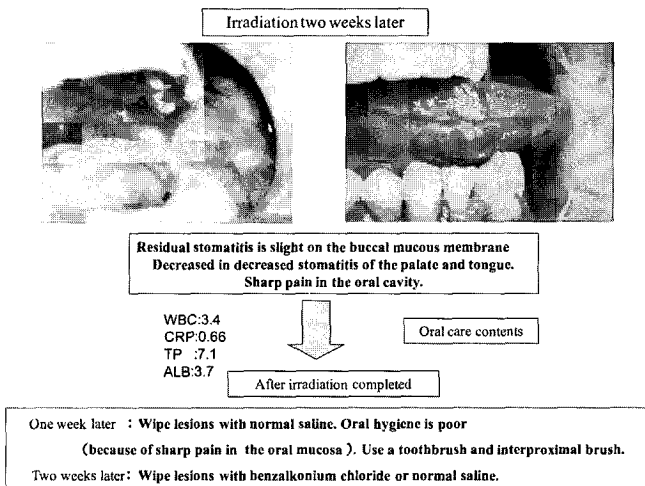 Irradiation two weeks later
Residual stomatitis is slight on the buccal mucous membrane
Decreased in decreased stomatitis of the palate and tongue.
Sharp pain in the oral cavity.
WBC:3.4
CRP:0.66
TP :7.1
ALB:3.7
Oral care contents
After irradiation completed
One week later : Wipe lesions with normal saline. Oral hygiene is poor
(because of sharp pain in the oral mucosa ). Use a toothbrush and interproximal brush.
Two weeks later: Wipe lesions with benzalkonium chloride or normal saline.